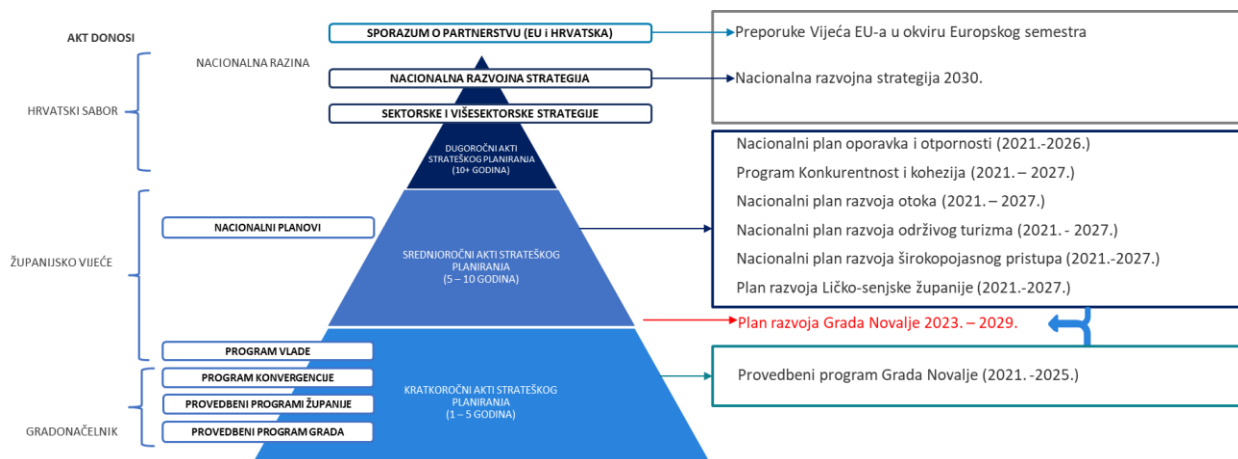 AKT DONOSI
HRVATSKI SABOR
ŽUPANIJSKO VIJEĆE
GRADONAČELNIK
NACIONALNA RAZINA
SPORAZUM O PARTNERSTVU (EU i HRVATSKA)
NACIONALNA RAZVOJNA STRATEGIJA
SEKTORSKE I VIŠESEKTORSKE STRATEGIJE
DUGOROČNI AKTI
STRATEŠKOG PLANIRANJA
(10+ GODINA)
NACIONALNI PLANOVI
SREDNJOROČNI AKTI STRATEŠKOG
PLANIRANJA
(5 – 10 GODINA)
PROGRAM VLADE
PROGRAM KONVERGENCIJE
PROVEDBENI PROGRAMI ŽUPANIJE
PROVEDBENI PROGRAM GRADA
KRATKOROČNI AKTI STRATEŠKOG
PLANIRANJA
(1 – 5 GODINA)
Preporuke Vijeća EU-a u okviru Europskog semestra
Nacionalna razvojna strategija 2030.
Nacionalni plan oporavka i otpornosti (2021.-2026.)
Program Konkurentnost i kohezija (2021. – 2027.)
Nacionalni plan razvoja otoka (2021. – 2027.)
Nacionalni plan razvoja održivog turizma (2021. - 2027.)
Nacionalni plan razvoja širokopojasnog pristupa (2021.-2027.)
Plan razvoja Ličko-senjske županije (2021.-2027.)
Plan razvoja Grada Novalje 2023. – 2029.
Provedbeni program Grada Novalje (2021. -2025.)